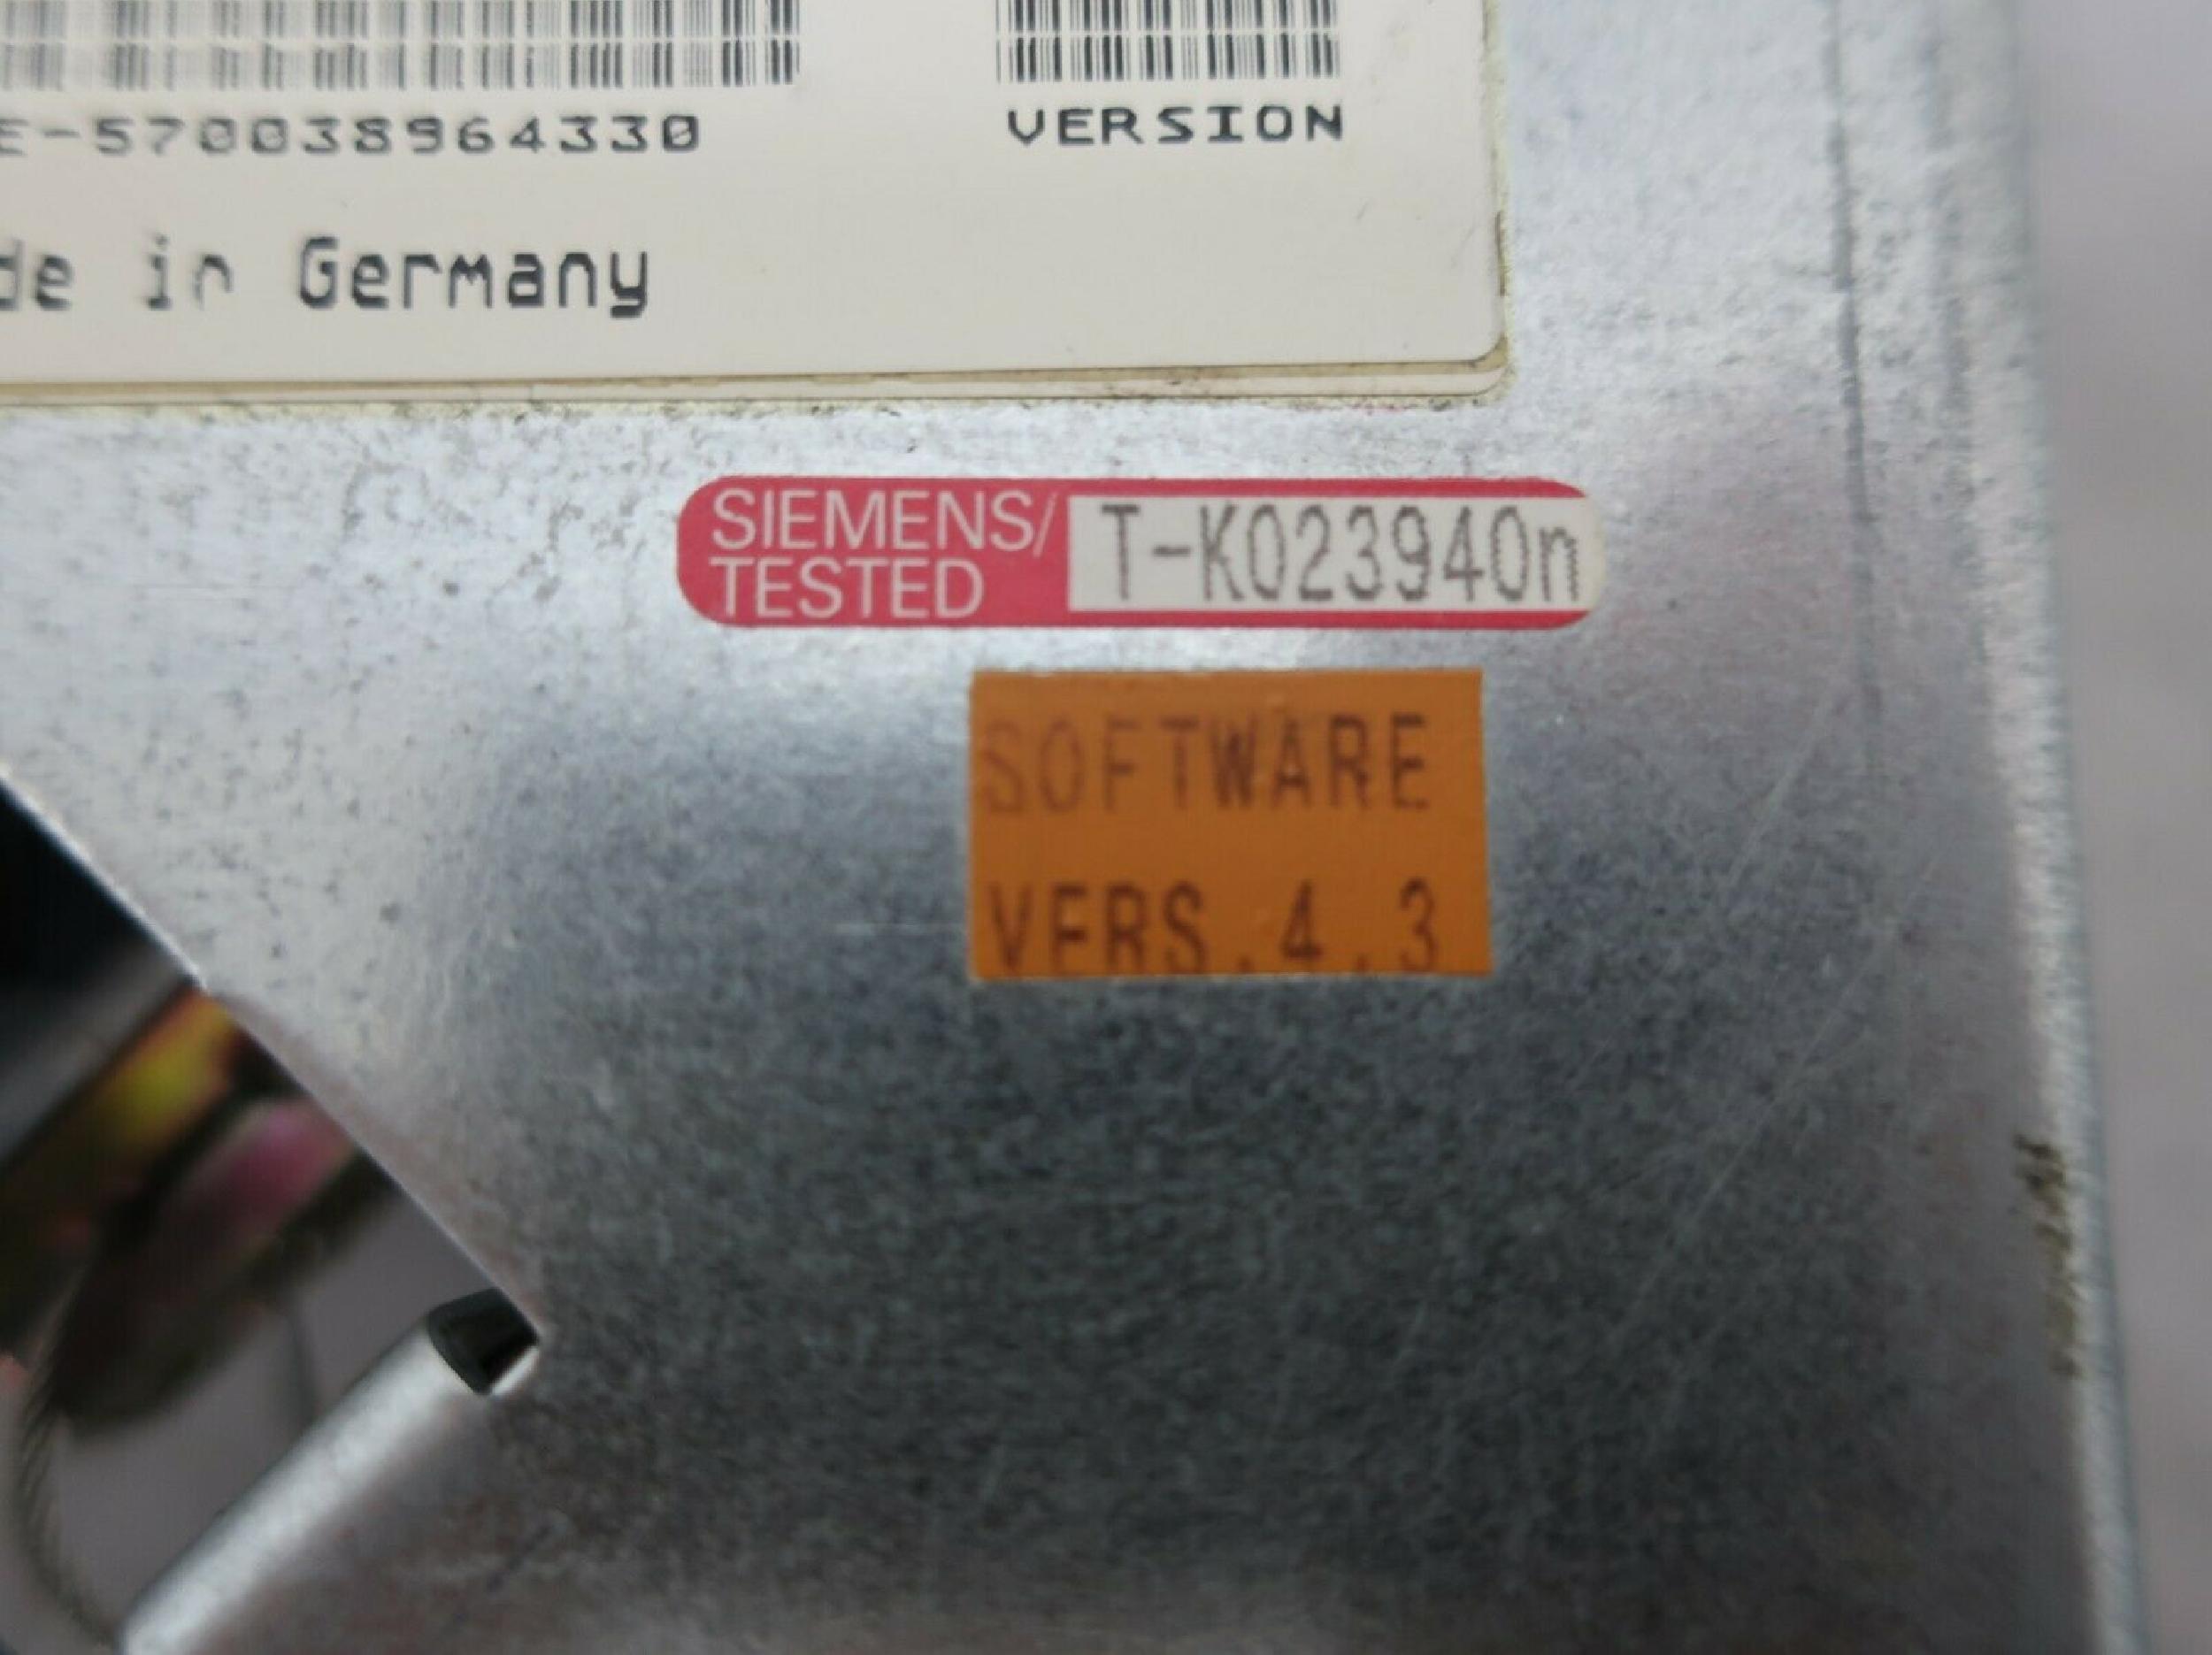 E-570038964330
VERSION
de in Germany
SIEMENS/
TESTED
T-K023940n
SOFTWARE
VERS.4.3